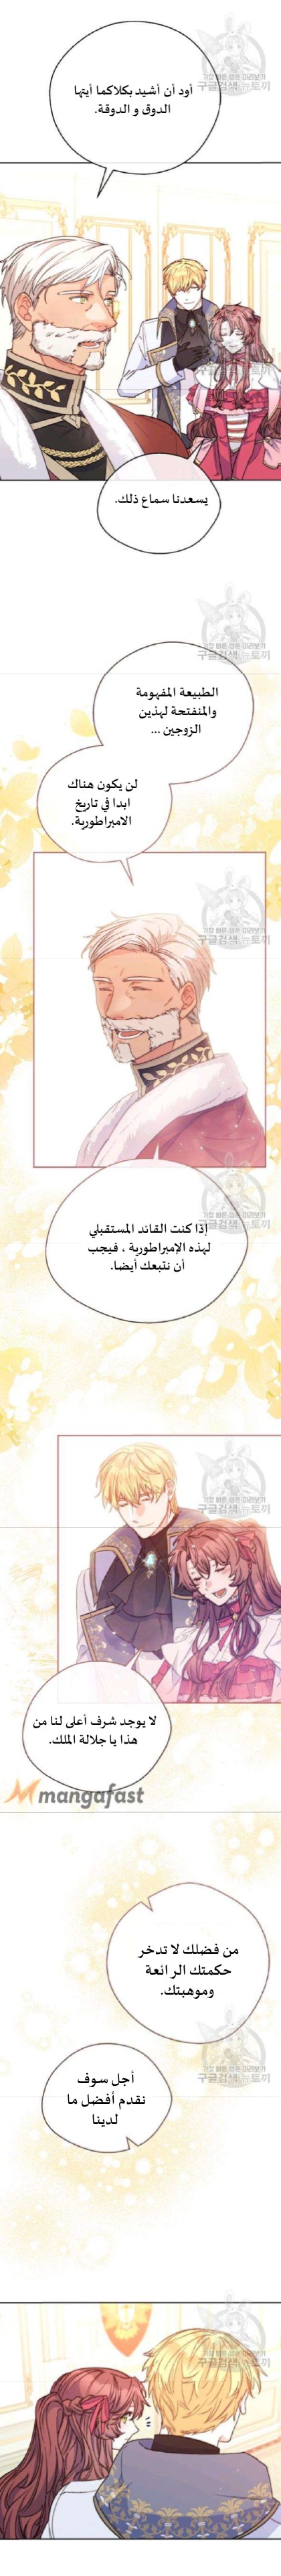 أود أن أشيد بكلاكما أيتها
الدوق و الدوقة.
يسعدنا سماع ذلك.
الطبيعة المفهومة
والمنفتحة لهذين
الزوجين ...
لن يكون هناك
ابدا في تاريخ
الامبراطورية.
إذا كنت القائد المستقبلي
لهذه الإمبراطورية ، فيجب
أن نتبعك أيضا.
لا يوجد شرف أعلى لنا من
هذا يا جلالة الملك.
mangafast
من فضلك لا تدخر
حكمتك الرائعة
وموهبتك.
أجل سوف
نقدم أفضل ما
لدينا